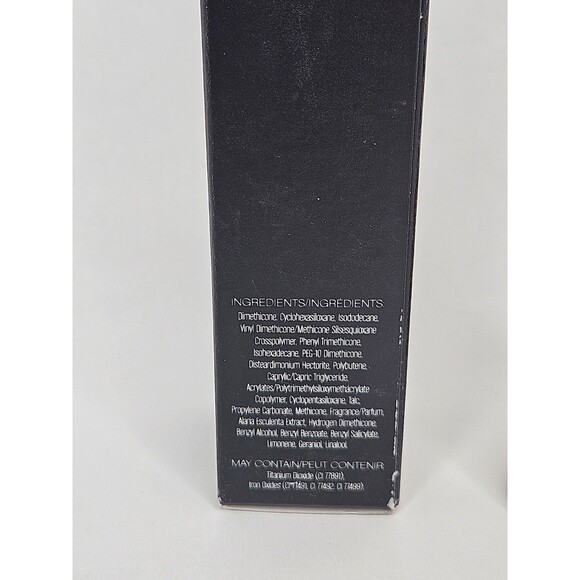 INGREDIENTS/INGRÉDIENTS
Dimethicone, Cyclohexasiloxane, Isododecane,
Vinyl Dimethicone/Methicone Silsesquioxane
Crosspolymer, Phenyl Trimethicone,
Isohexadecane, PEG-10 Dimethicone,
Disteardimonium Hectorite, Polybutene,
Caprylic/Capric Triglyceride,
Acrylates/Polytrimethylsiloxymethacrylate
Copolymer, Cyclopentasiloxane, Talc,
Propylene Carbonate, Methicone, Fragrance/Parfum,
Alaria Esculenta Extract, Hydrogen Dimethicone,
Benzyl Alcohol, Benzyl Benzoate, Benzyl Salicylate,
Limonene, Geraniol, Linalool.
MAY CONTAIN/PEUT CONTENIR
Titanium Dioxide (CI 77891),
Iron Oxides (CI 77491, CI 77492, CI 77499).